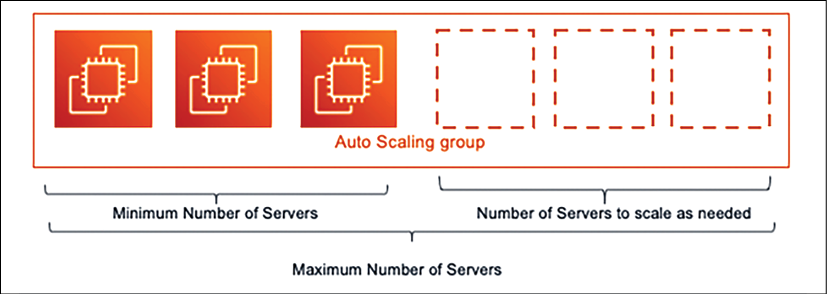 Auto Scaling group
Minimum Number of Servers
Number of Servers to scale as needed
Maximum Number of Servers